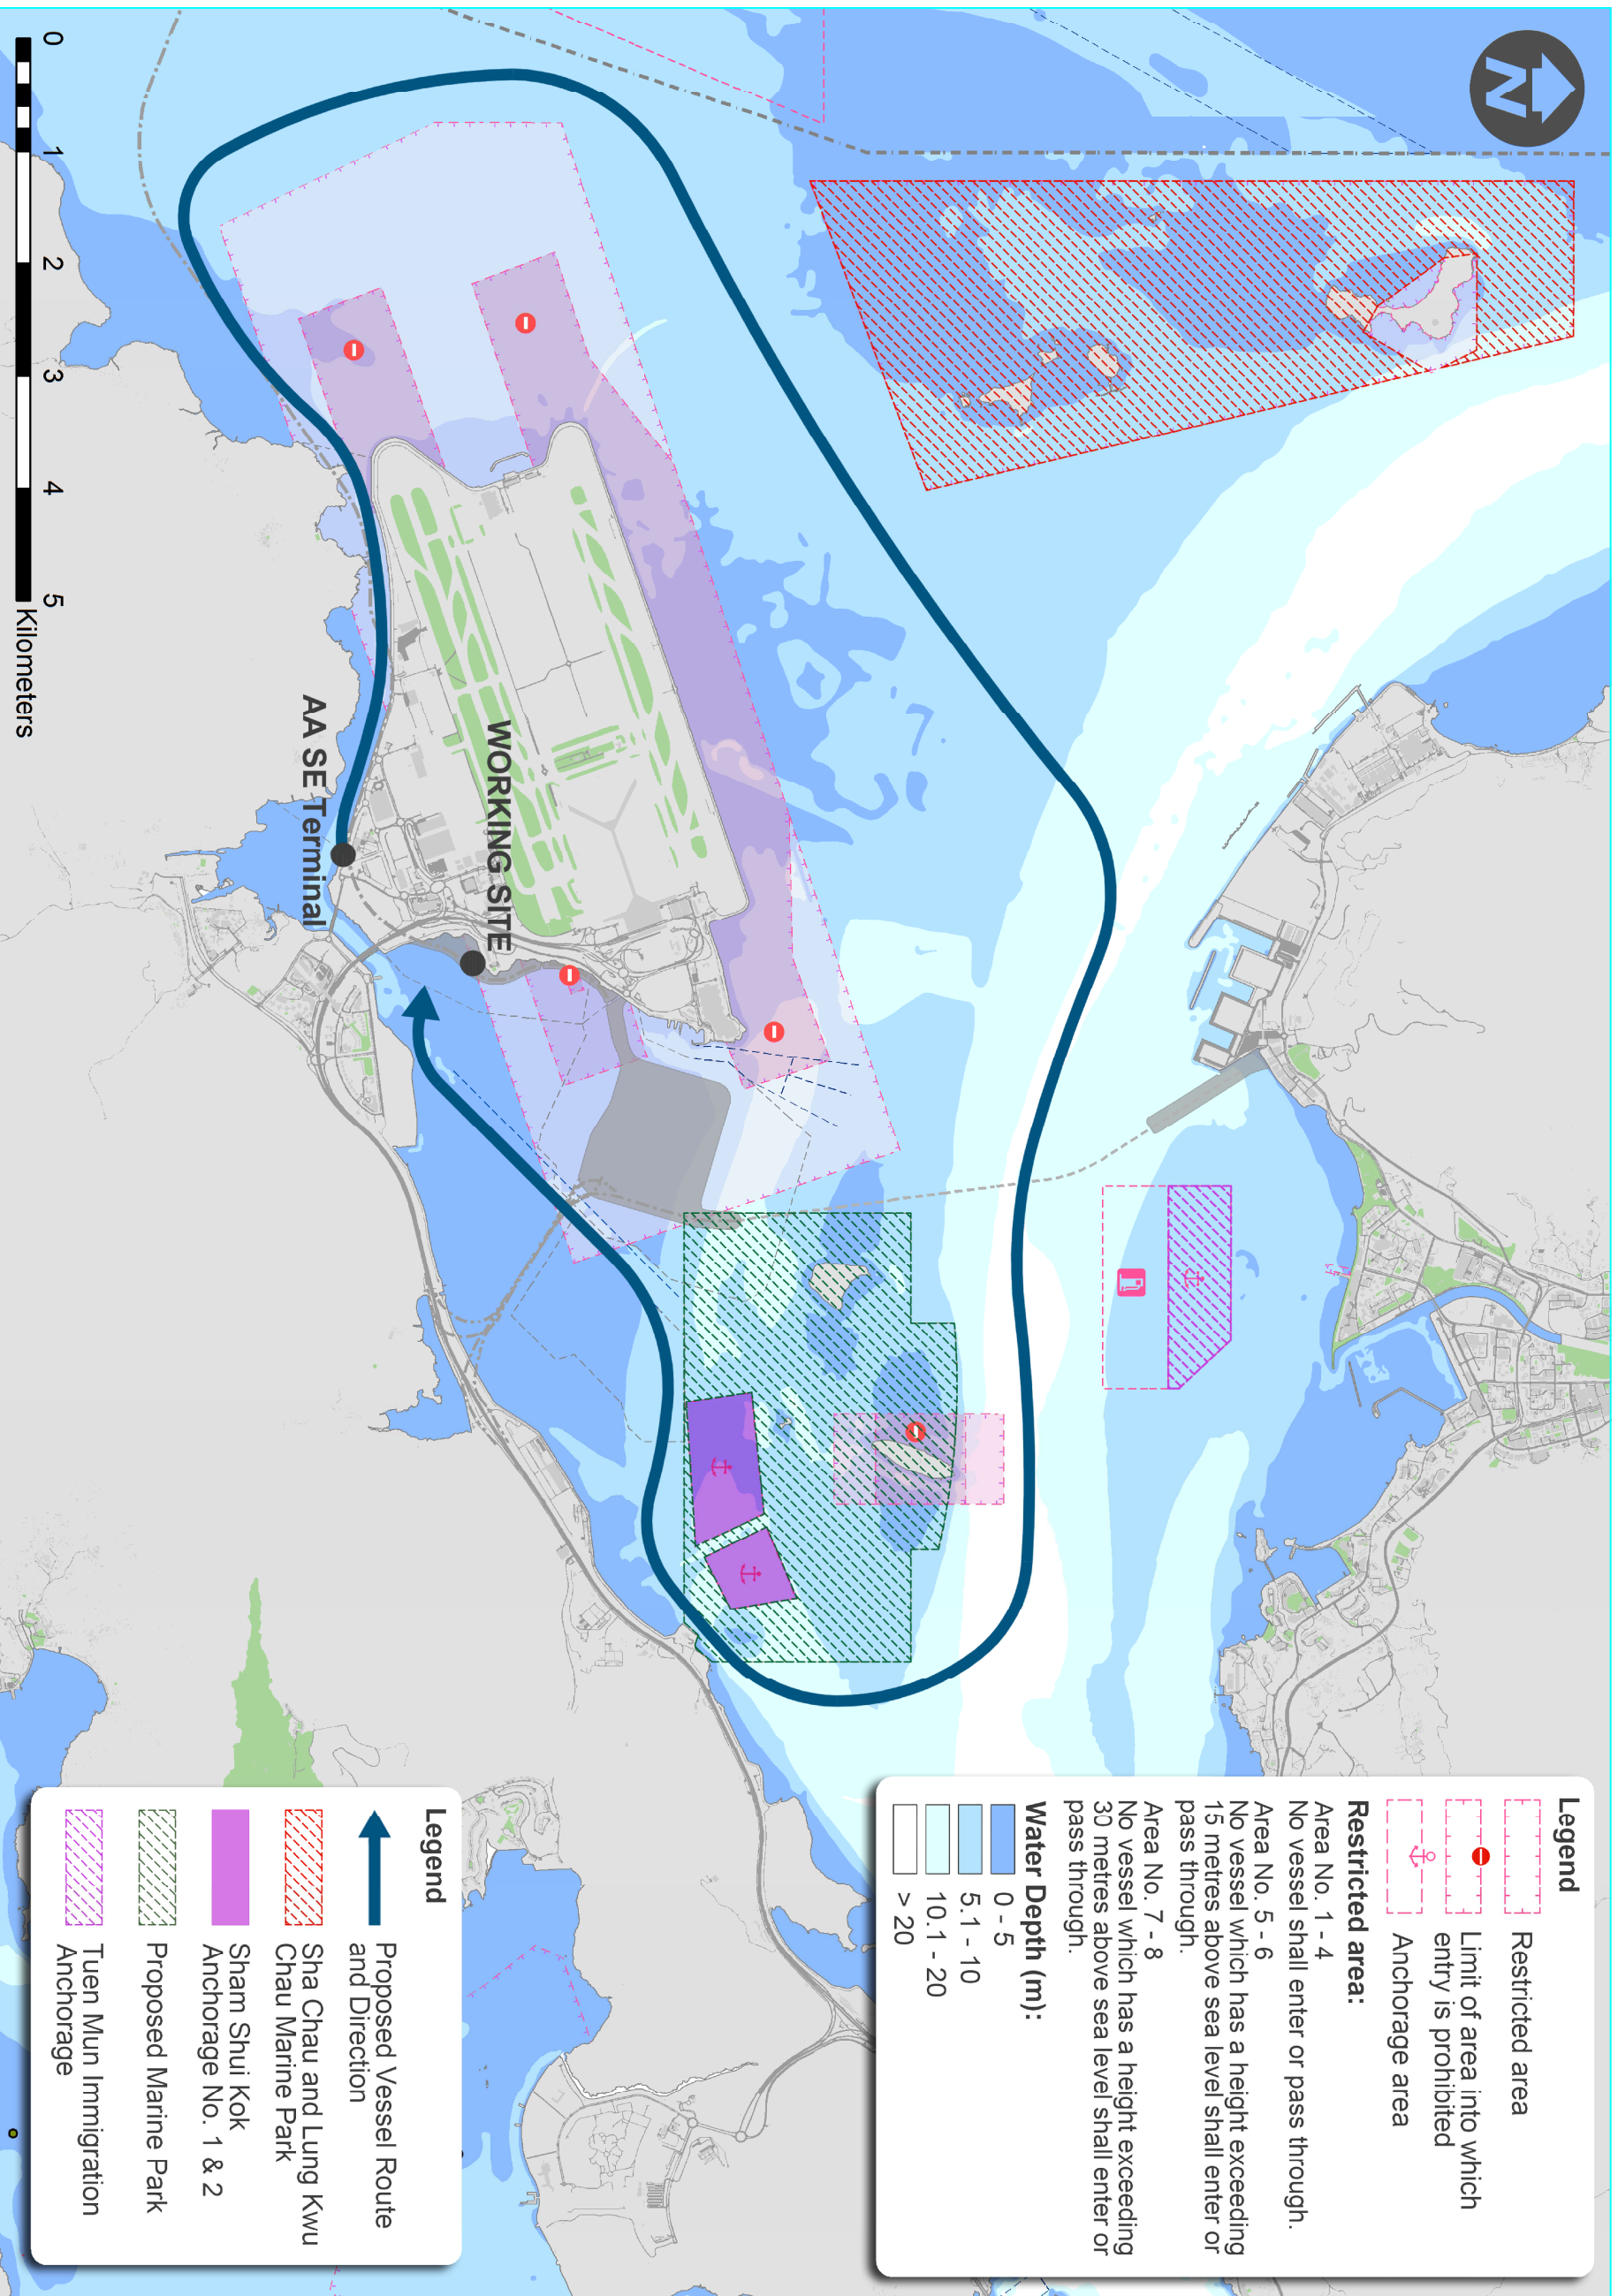 N
0 1 2 3 4 5
Kilometers
WORKING SITE
AA SE Terminal
Legend
Restricted area
Limit of area into which
entry is prohibited
Anchorage area
Restricted area:
Area No. 1 - 4
No vessel shall enter or pass through.
Area No. 5 - 6
No vessel which has a height exceeding
15 metres above sea level shall enter or
pass through.
Area No. 7 - 8
No vessel which has a height exceeding
30 metres above sea level shall enter or
pass through.
Water Depth (m):
0 - 5
5.1 - 10
10.1 - 20
> 20
Legend
Proposed Vessel Route
and Direction
Sha Chau and Lung Kwu
Chau Marine Park
Sham Shui Kok
Anchorage No. 1 & 2
Proposed Marine Park
Tuen Mun Immigration
Anchorage